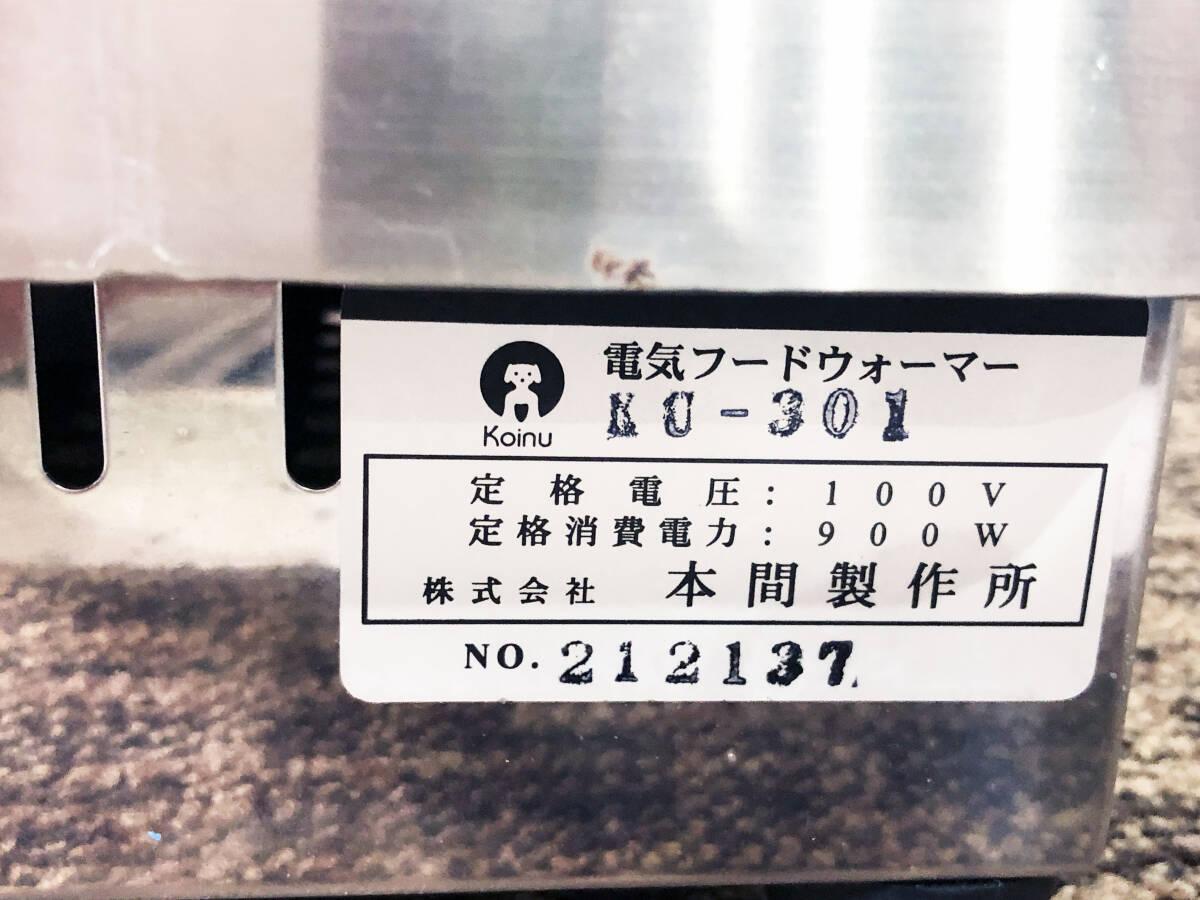 電気フードウォーマー
Koinu
KU-301
定格電圧: 100V
定格消費電力: 900W
株式会社 本間製作所
NO. 212137